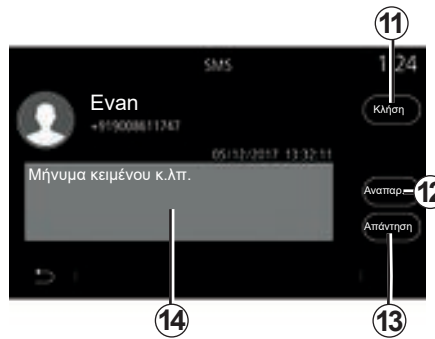 11
SMS
1:24
Evan
Κλήση
+919008611747
05/12/2017 13:32:11
Μήνυμα κειμένου κ.λπ.
Αναπαρ.
12
Απάντηση
14
13